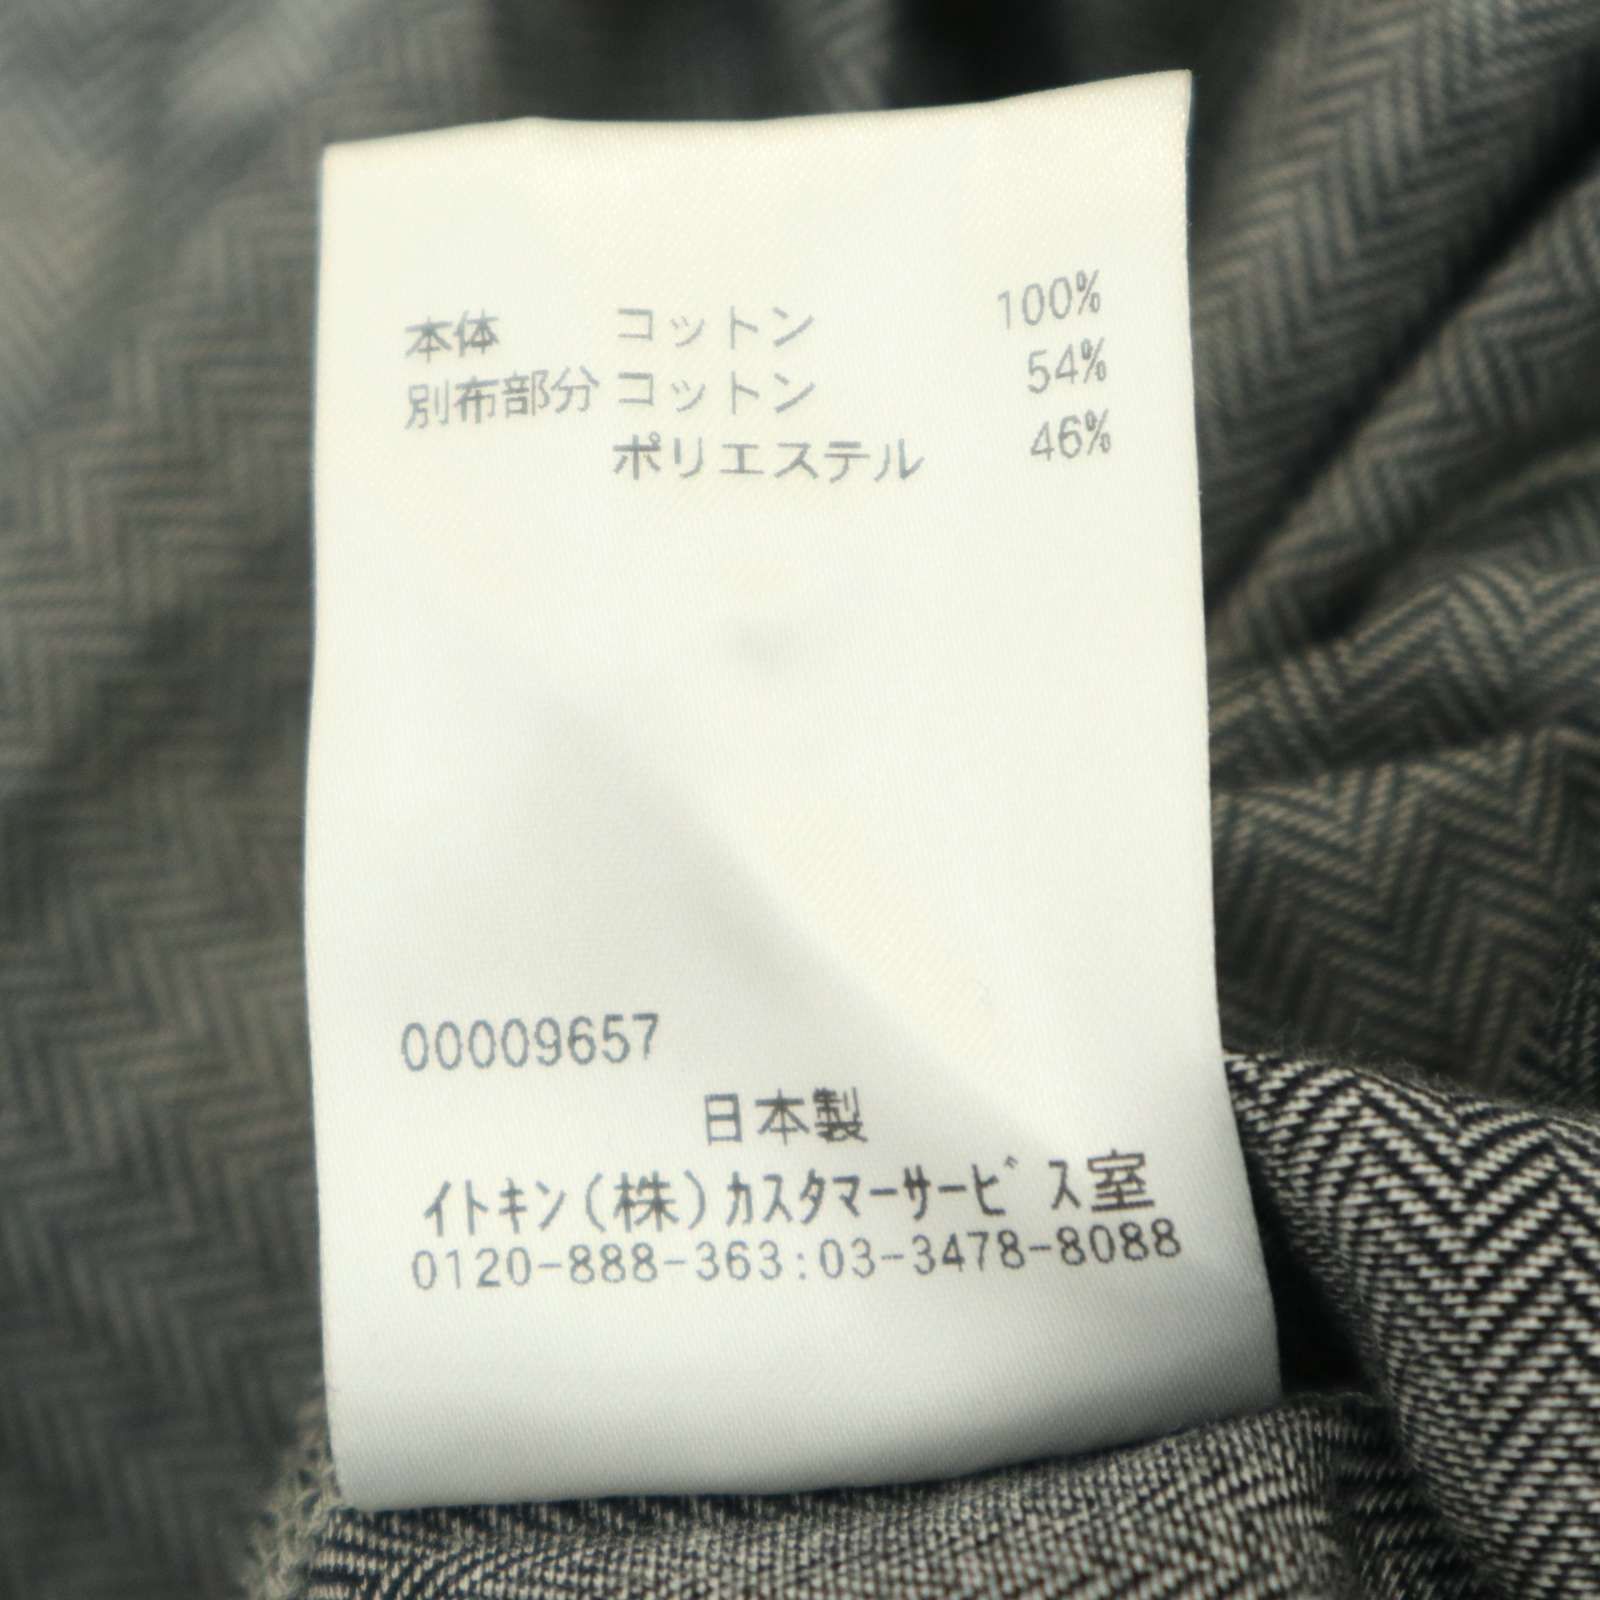 本体 コットン 100%
別布部分 コットン 54%
ポリエステル 46%
00009657
日本製
イトキン(株)カスタマーサービス室
0120-888-363:03-3478-8088